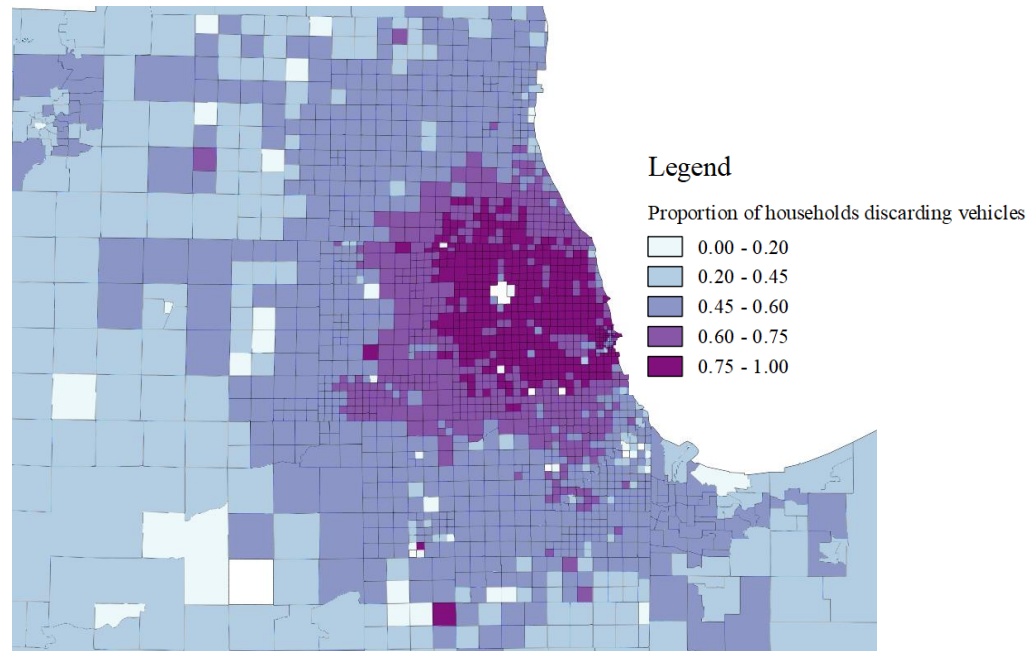 Legend
Proportion of households discarding vehicles
0.00 - 0.20
0.20 - 0.45
0.45 - 0.60
0.60 - 0.75
0.75 - 1.00